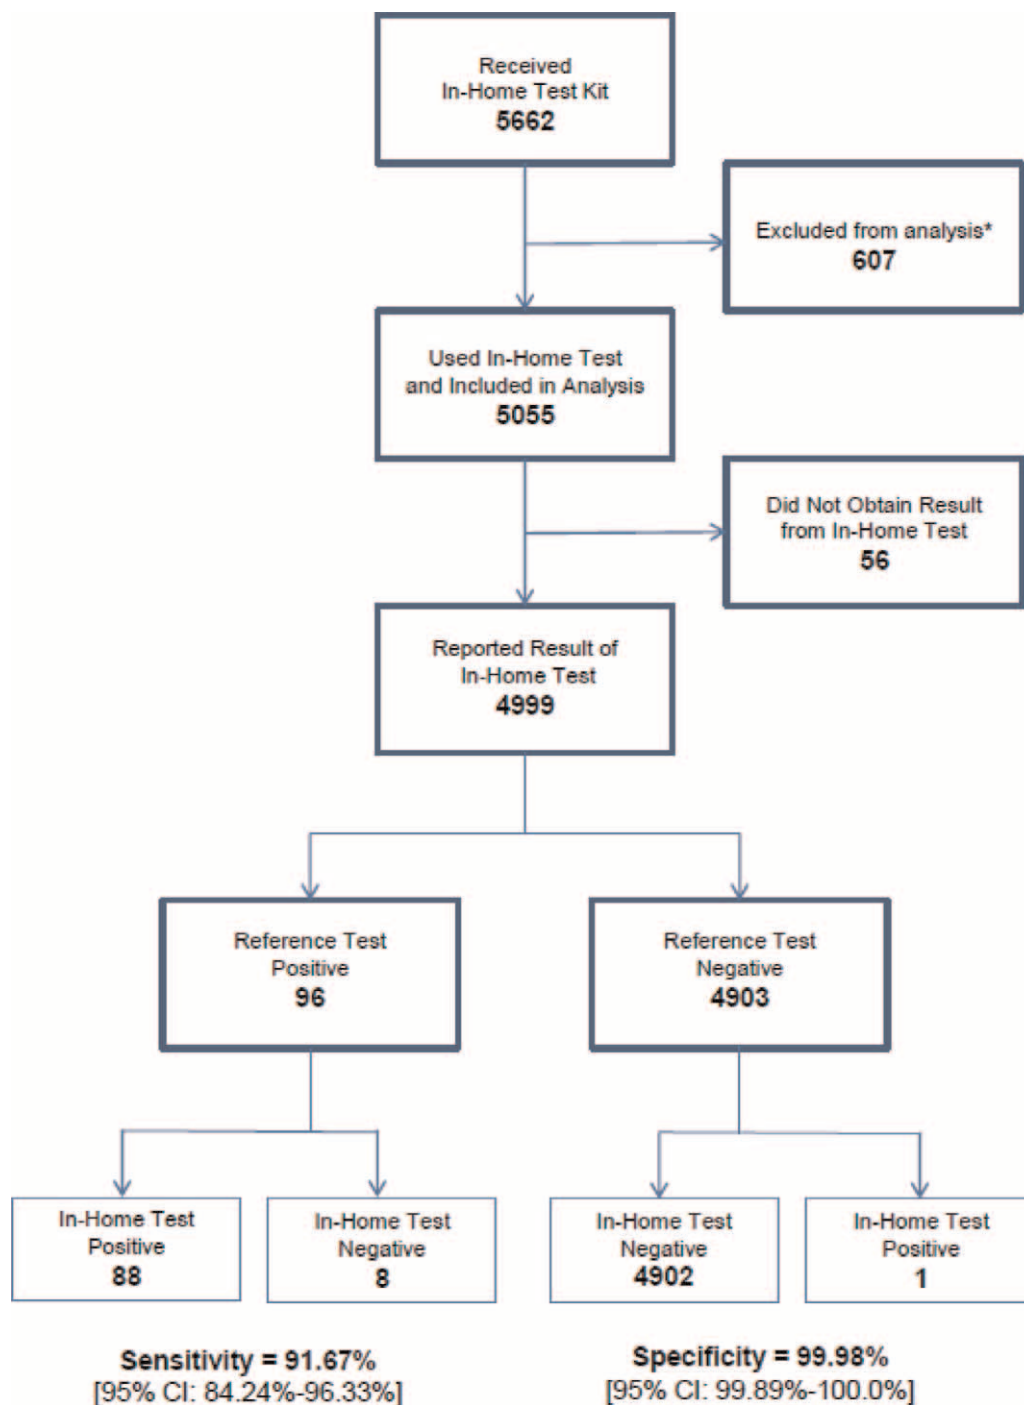 Received
In-Home Test Kit
5662
Excluded from analysis*
607
Used In-Home Test
and Included in Analysis
5055
Did Not Obtain Result
from In-Home Test
56
Reported Result of
In-Home Test
4999
Reference Test
Positive
96
Reference Test
Negative
4903
In-Home Test
Positive
88
In-Home Test
Negative
8
In-Home Test
Negative
4902
In-Home Test
Positive
1
Sensitivity = 91.67%
[95% CI: 84.24%-96.33%]
Specificity = 99.98%
[95% CI: 99.89%-100.0%]